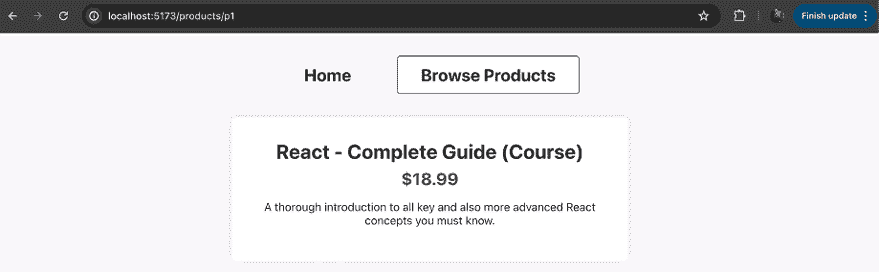 localhost:5173/products/p1
Finish update
Home
Browse Products
React - Complete Guide (Course)
$18.99
A thorough introduction to all key and also more advanced React
concepts you must know.